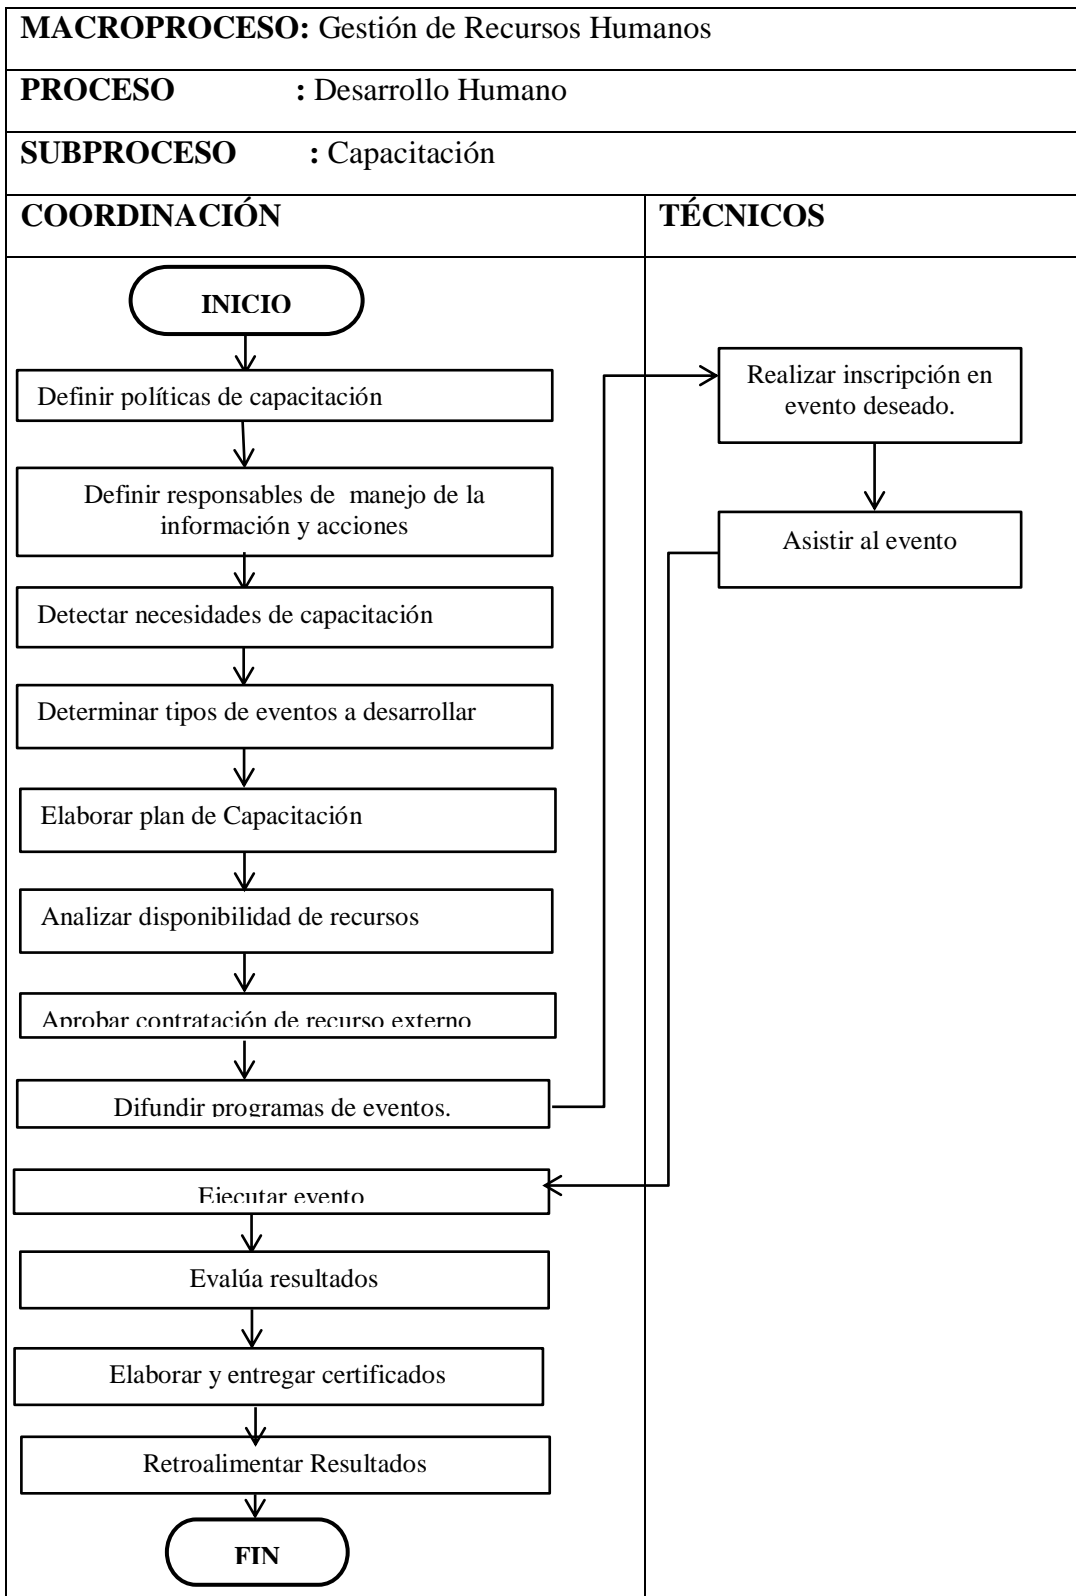 MACROPROCESO: Gestión de Recursos Humanos
PROCESO : Desarrollo Humano
SUBPROCESO : Capacitación
COORDINACIÓN
TÉCNICOS
INICIO
Definir políticas de capacitación
Definir responsables de manejo de la
información y acciones
Detectar necesidades de capacitación
Determinar tipos de eventos a desarrollar
Elaborar plan de Capacitación
Analizar disponibilidad de recursos
Aprobar contratación de recurso externo
Difundir programas de eventos.
Realizar inscripción en
evento deseado.
Asistir al evento
Ejecutar evento
Evalúa resultados
Elaborar y entregar certificados
Retroalimentar Resultados
FIN